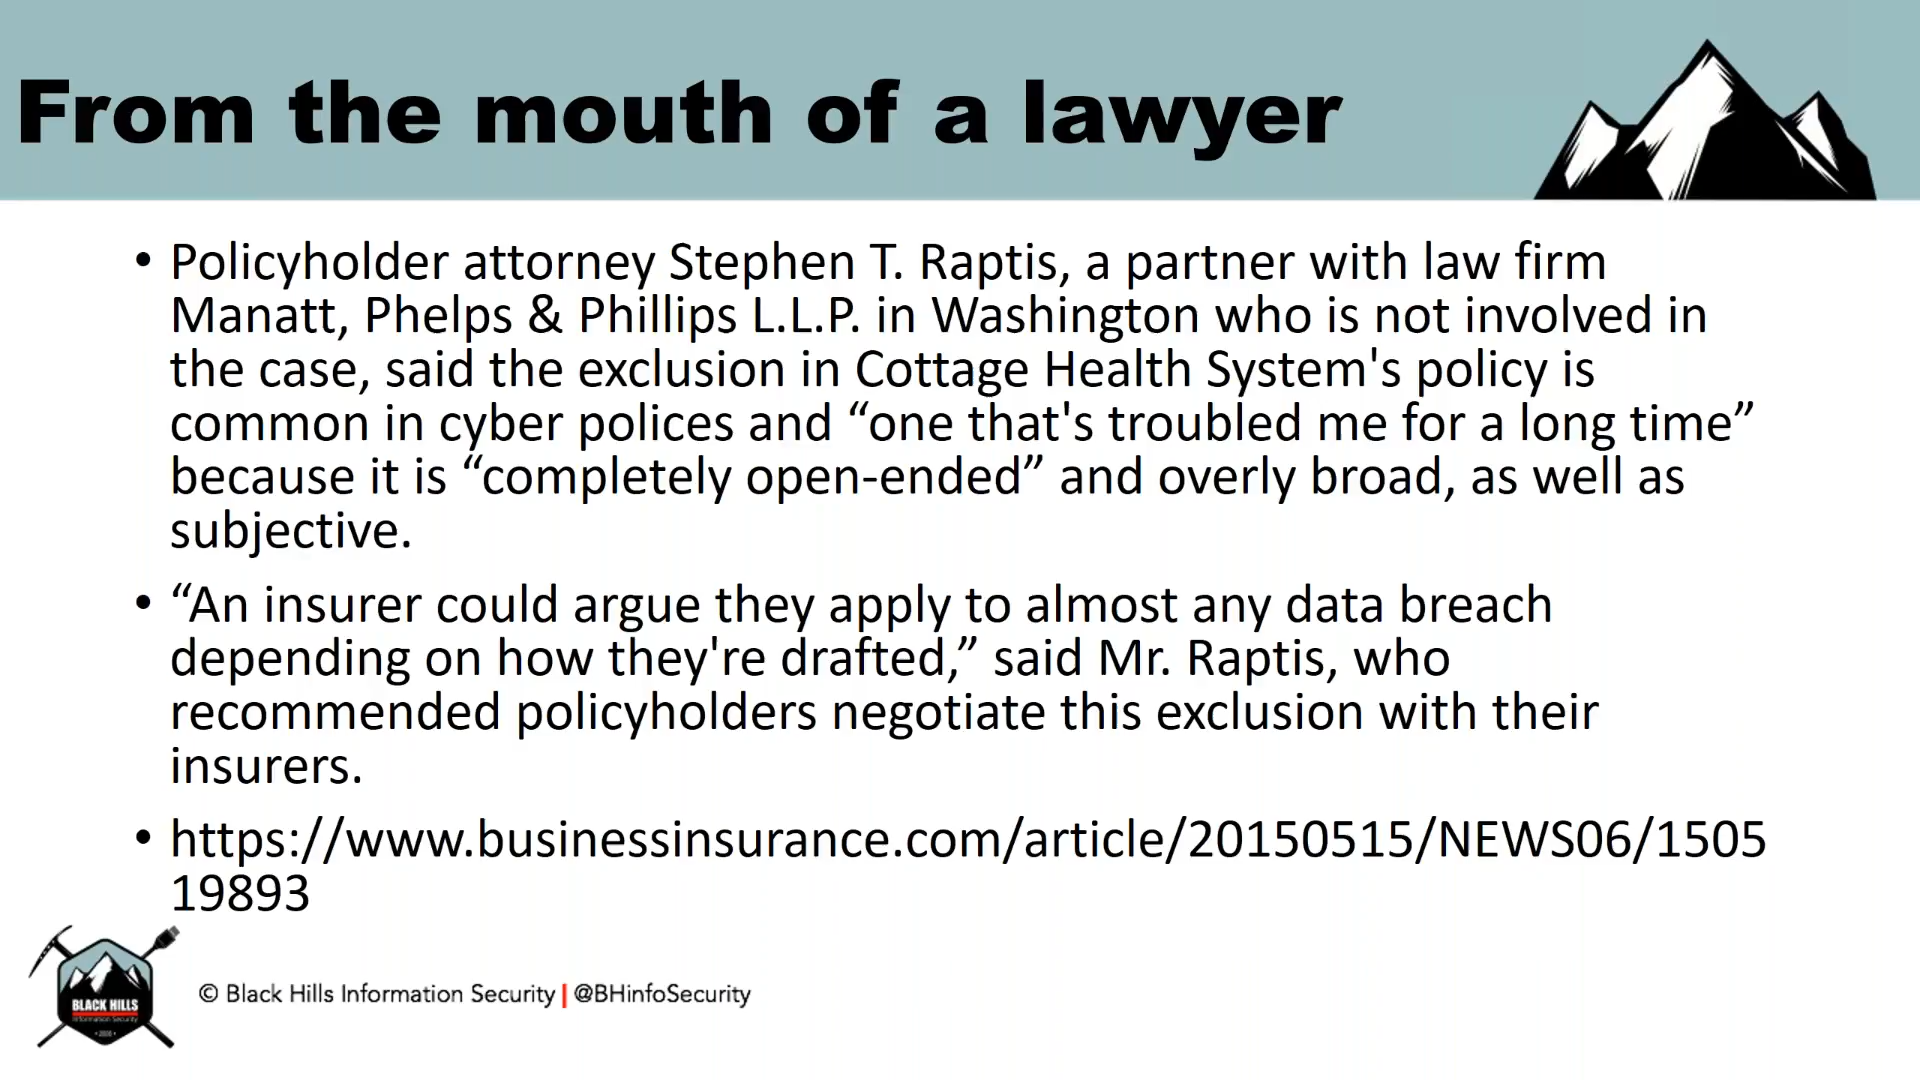 From the mouth of a lawyer
• Policyholder attorney Stephen T. Raptis, a partner with law firm
Manatt, Phelps & Phillips L.L.P. in Washington who is not involved in
the case, said the exclusion in Cottage Health System's policy is
common in cyber polices and “one that's troubled me for a long time”
because it is “completely open-ended” and overly broad, as well as
subjective.
• “An insurer could argue they apply to almost any data breach
depending on how they're drafted,” said Mr. Raptis, who
recommended policyholders negotiate this exclusion with their
insurers.
• https://www.businessinsurance.com/article/20150515/NEWS06/1505
19893
BLACK HILLS
Information Security
© Black Hills Information Security | @BHinfoSecurity